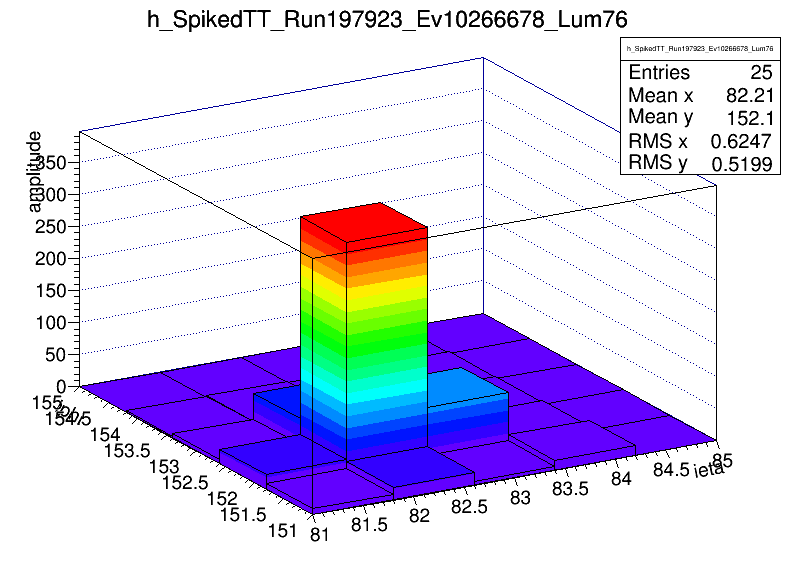 h_SpikedTT_Run197923_Ev10266678_Lum76
h_SpikedTT_Run197923_Ev10266678_Lum76
Entries 25
Mean x 82.21
Mean y 152.1
RMS x 0.6247
RMS y 0.5199
amplitude
350
300
250
200
150
100
50
0
155
154.5
154
153.5
153
152.5
152
151.5
151
81
81.5
82
82.5
83
83.5
84
84.5
85
ieta